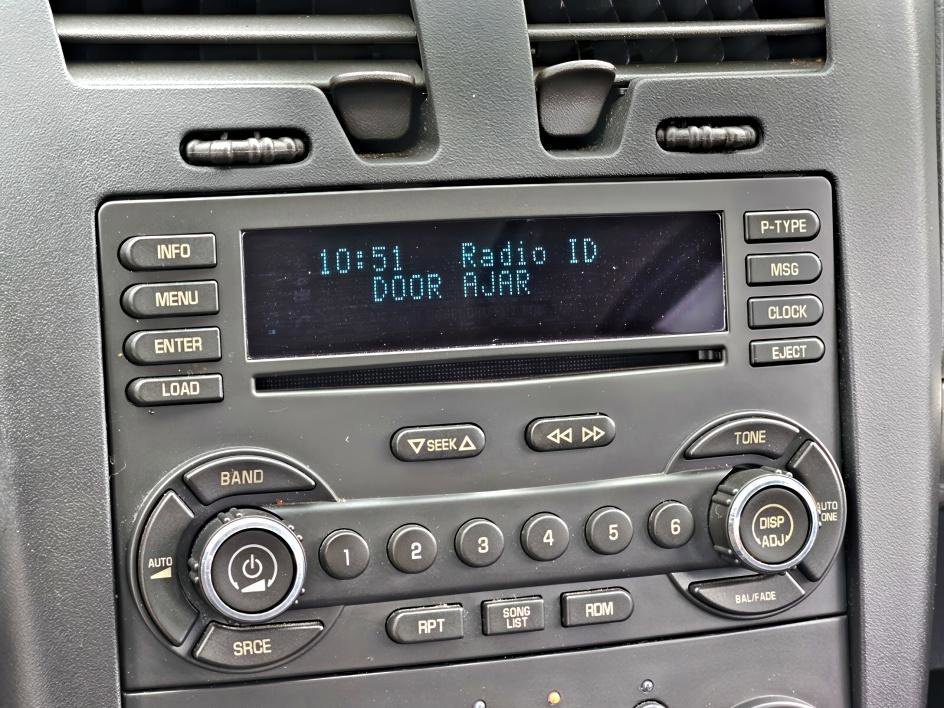 10:51 Radio ID
DOOR AJAR
INFO
MENU
ENTER
LOAD
P-TYPE
MSG
CLOCK
EJECT
SEEK
BAND
AUTO
SRCE
1 2 3 4 5 6
TONE
AUTO
TONE
DISP
ADJ
BAL/FADE
RPT
SONG
LIST
RDM